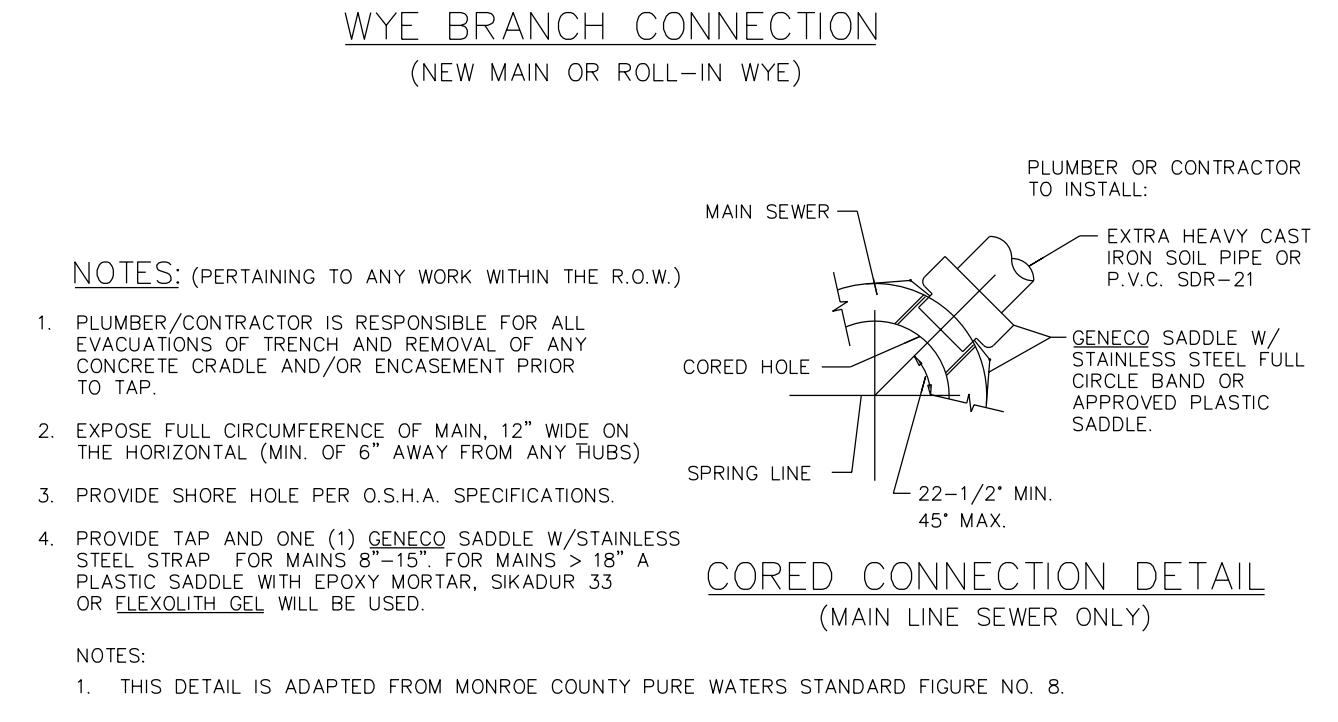 WYE BRANCH CONNECTION
(NEW MAIN OR ROLL-IN WYE)
NOTES: (PERTAINING TO ANY WORK WITHIN THE R.O.W.)
1. PLUMBER/CONTRACTOR IS RESPONSIBLE FOR ALL
EVACUATIONS OF TRENCH AND REMOVAL OF ANY
CONCRETE CRADLE AND/OR ENCASEMENT PRIOR
TO TAP.
2. EXPOSE FULL CIRCUMFERENCE OF MAIN, 12" WIDE ON
THE HORIZONTAL (MIN. OF 6" AWAY FROM ANY HUBS)
3. PROVIDE SHORE HOLE PER O.S.H.A. SPECIFICATIONS.
4. PROVIDE TAP AND ONE (1) GENECO SADDLE W/STAINLESS
STEEL STRAP FOR MAINS 8"-15". FOR MAINS > 18" A
PLASTIC SADDLE WITH EPOXY MORTAR, SIKADUR 33
OR FLEXOLITH GEL WILL BE USED.
PLUMBER OR CONTRACTOR
TO INSTALL:
MAIN SEWER
EXTRA HEAVY CAST
IRON SOIL PIPE OR
P.V.C. SDR-21
GENECO SADDLE W/
STAINLESS STEEL FULL
CIRCLE BAND OR
APPROVED PLASTIC
SADDLE.
CORED HOLE
SPRING LINE
22-1/2° MIN.
45° MAX.
CORED CONNECTION DETAIL
(MAIN LINE SEWER ONLY)
NOTES:
1. THIS DETAIL IS ADAPTED FROM MONROE COUNTY PURE WATERS STANDARD FIGURE NO. 8.